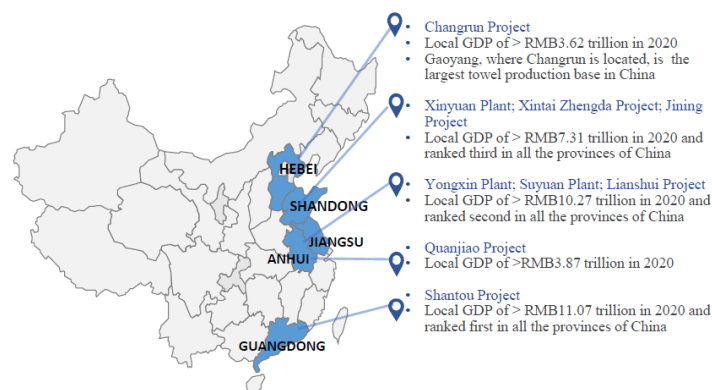 • Changrun Project
• Local GDP of > RMB3.62 trillion in 2020
• Gaoyang, where Changrun is located, is the
largest towel production base in China
• Xinyuan Plant; Xintai Zhengda Project; Jining
Project
• Local GDP of > RMB7.31 trillion in 2020 and
ranked third in all the provinces of China
• Yongxin Plant; Suyuan Plant; Lianshui Project
• Local GDP of > RMB10.27 trillion in 2020 and
ranked second in all the provinces of China
• Quanjiao Project
• Local GDP of >RMB3.87 trillion in 2020
• Shantou Project
• Local GDP of > RMB11.07 trillion in 2020 and
ranked first in all the provinces of China
HEBEI
SHANDONG
JIANGSU
ANHUI
GUANGDONG